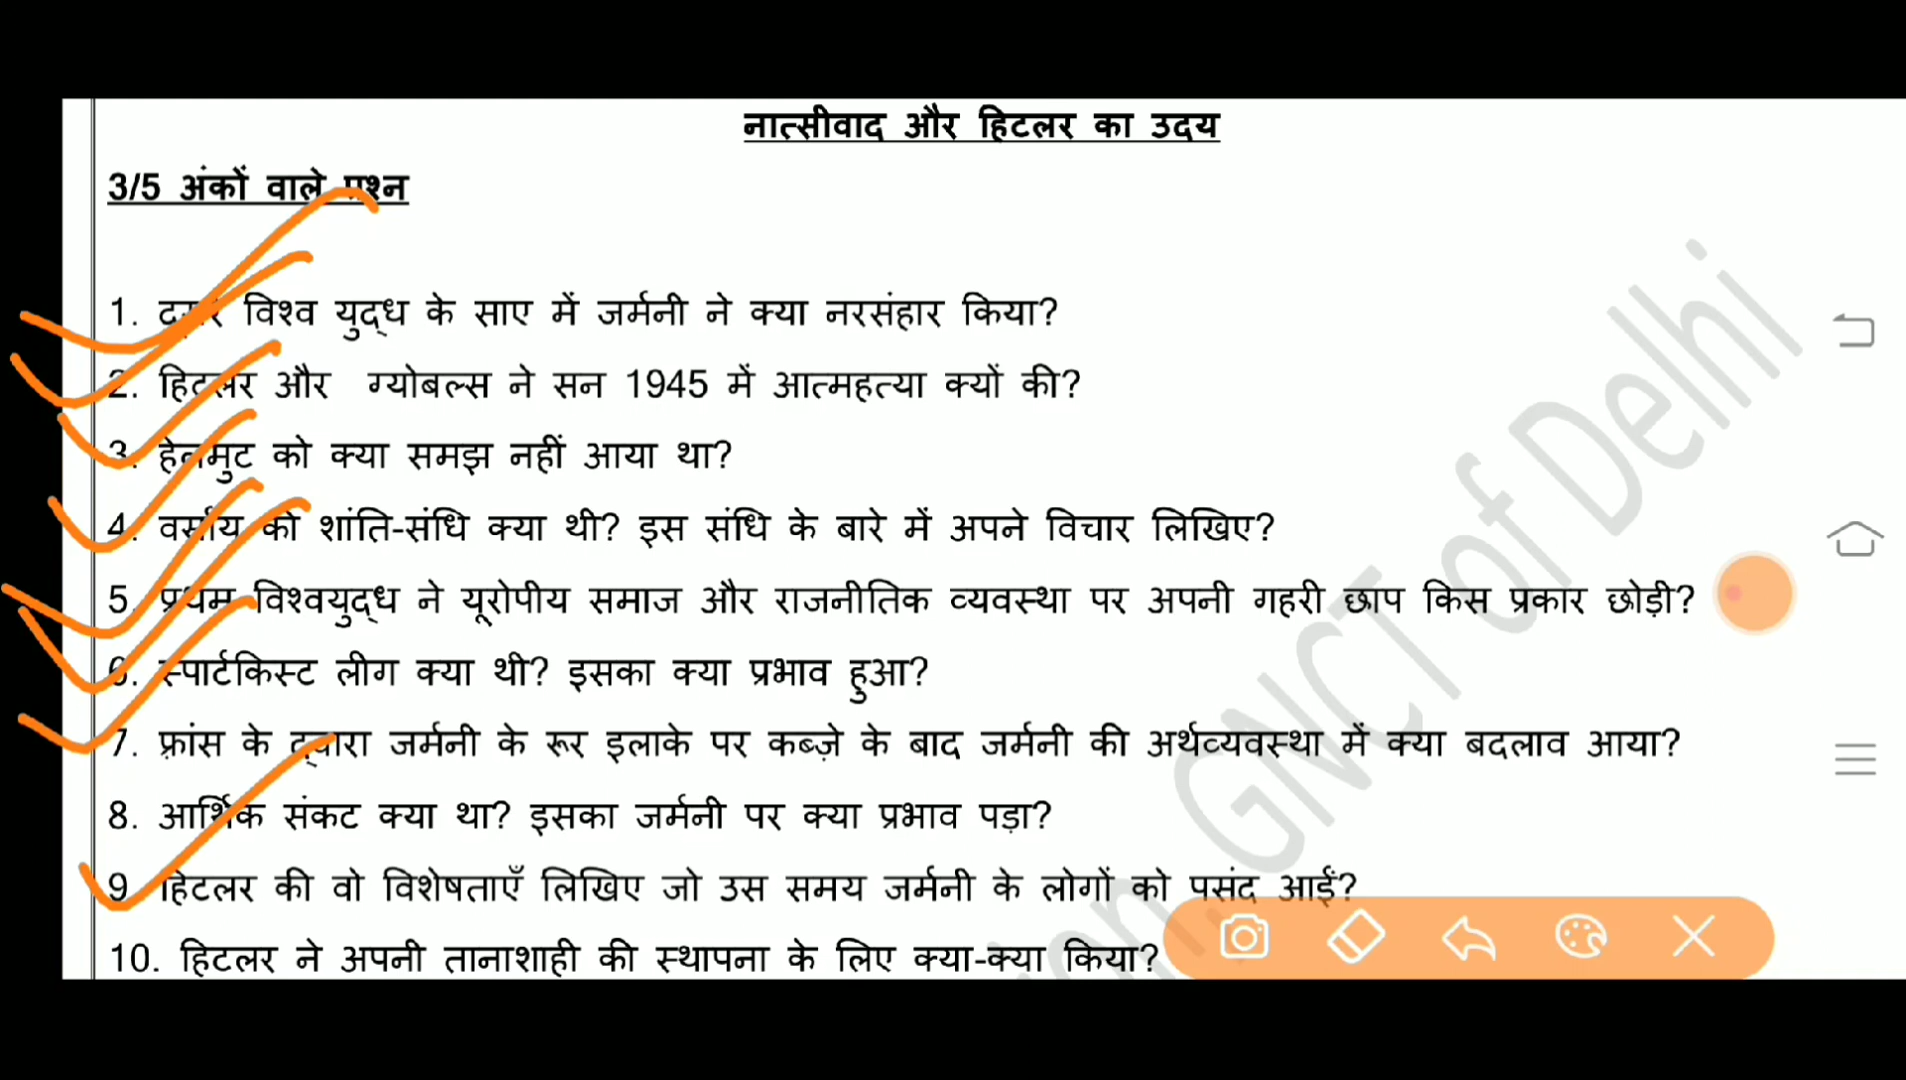 नात्सीवाद और हिटलर का उदय
3/5 अंकों वाले प्रश्न
1. दूसरे विश्व युद्ध के साए में जर्मनी ने क्या नरसंहार किया?
2. हिटलर और ग्योबल्स ने सन 1945 में आत्महत्या क्यों की?
3. हेलमुट को क्या समझ नहीं आया था?
4. वर्साय की शांति-संधि क्या थी? इस संधि के बारे में अपने विचार लिखिए?
5. प्रथम विश्वयुद्ध ने यूरोपीय समाज और राजनीतिक व्यवस्था पर अपनी गहरी छाप किस प्रकार छोड़ी?
6. स्पार्टकिस्ट लीग क्या थी? इसका क्या प्रभाव हुआ?
7. फ़्रांस के द्वारा जर्मनी के रूर इलाके पर कब्ज़े के बाद जर्मनी की अर्थव्यवस्था में क्या बदलाव आया?
8. आर्थिक संकट क्या था? इसका जर्मनी पर क्या प्रभाव पड़ा?
9. हिटलर की वो विशेषताएँ लिखिए जो उस समय जर्मनी के लोगों को पसंद आईं?
10. हिटलर ने अपनी तानाशाही की स्थापना के लिए क्या-क्या किया?
GNCT of Delhi